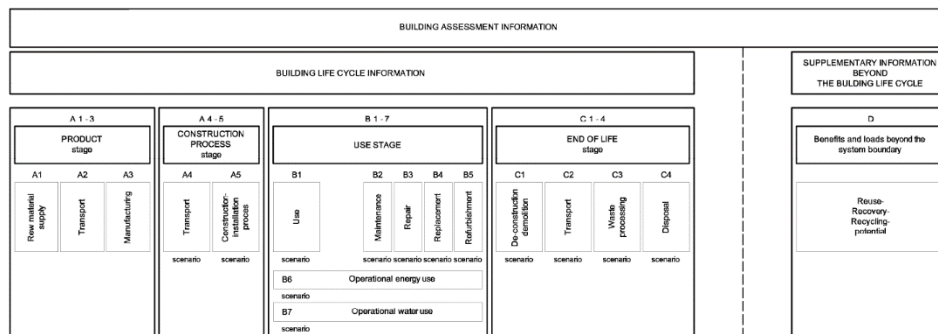 BUILDING ASSESSMENT INFORMATION
BUILDING LIFE CYCLE INFORMATION
SUPPLEMENTARY INFORMATION
BEYOND
THE BULDING LIFE CYCLE
A 1-3
PRODUCT
stage
A1
A2
A3
Raw material
supply
Transport
Manufacturing
A 4-5
CONSTRUCTION
PROCESS
stage
A4
A5
Transport
Construction-
installation
proces
scenario
scenario
B 1-7
USE STAGE
B1
B2
B3
B4
B5
Use
Maintenance
Repair
Replacement
Refurbishment
scenario
scenario
scenario
scenario
scenario
B6
Operational energy use
scenario
B7
Operational water use
scenario
C 1-4
END OF LIFE
stage
C1
C2
C3
C4
De-construction
demolition
Transport
Waste
processing
Disposal
scenario
scenario
scenario
scenario
D
Benefits and loads beyond the
system boundary
Reuse-
Recovery-
Recycling-
potential